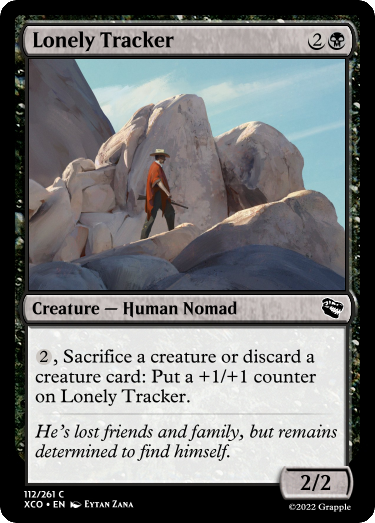 Lonely Tracker 2
Creature — Human Nomad
2, Sacrifice a creature or discard a
creature card: Put a +1/+1 counter
on Lonely Tracker.
He's lost friends and family, but remains
determined to find himself.
2/2
112/261 C
XCO • EN Eytan Zana
©2022 Grapple